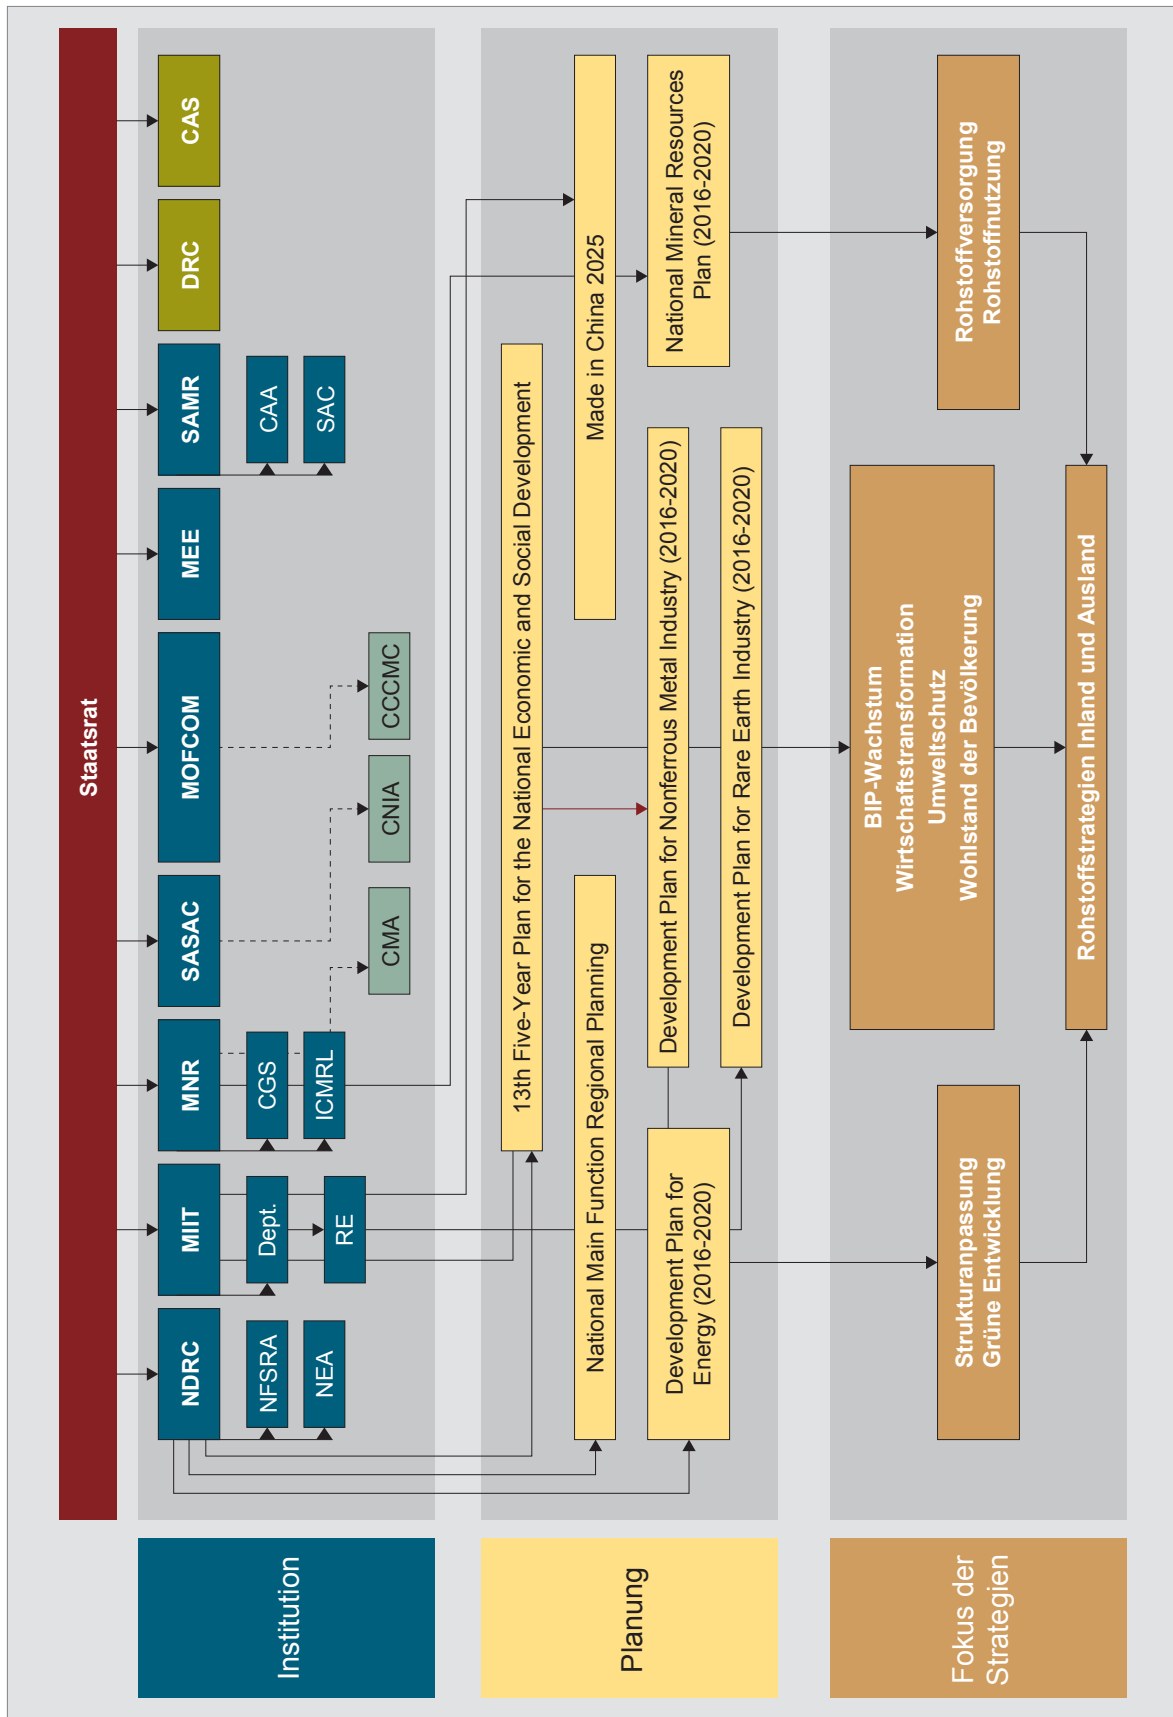 Staatsrat
Institution
NDRC
MIIT
MNR
SASAC
MOFCOM
MEE
SAMR
DRC
CAS
NFSRA
Dept.
CGS
CAA
NEA
RE
ICMRL
SAC
CMA
CNIA
CCCMC
Planung
13th Five-Year Plan for the National Economic and Social Development
National Main Function Regional Planning
Made in China 2025
Development Plan for
Energy (2016-2020)
Development Plan for Nonferrous Metal Industry (2016-2020)
National Mineral Resources
Plan (2016-2020)
Development Plan for Rare Earth Industry (2016-2020)
Fokus der
Strategien
Strukturanpassung
Grüne Entwicklung
BIP-Wachstum
Wirtschaftstransformation
Umweltschutz
Wohlstand der Bevölkerung
Rohstoffversorgung
Rohstoffnutzung
Rohstoffstrategien Inland und Ausland